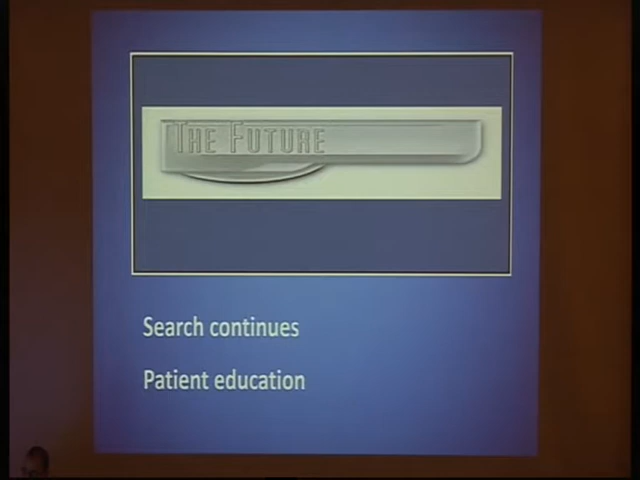 The Future
Search continues
Patient education